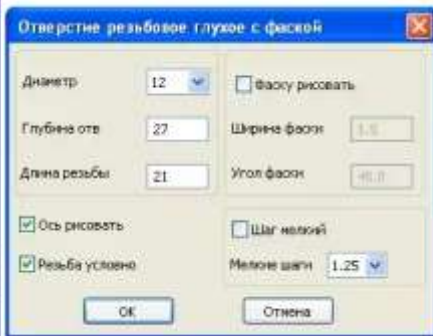 Отверстие резьбовое глухое с фаской
Диаметр 12
Фаску рисовать
Глубина отв 27
Ширина фаски 1.5
Длина резьбы 21
Угол фаски 45.0
Ось рисовать
Шаг мелкий
Резьба условно
Мелкие шаги 1.25
OK
Отмена